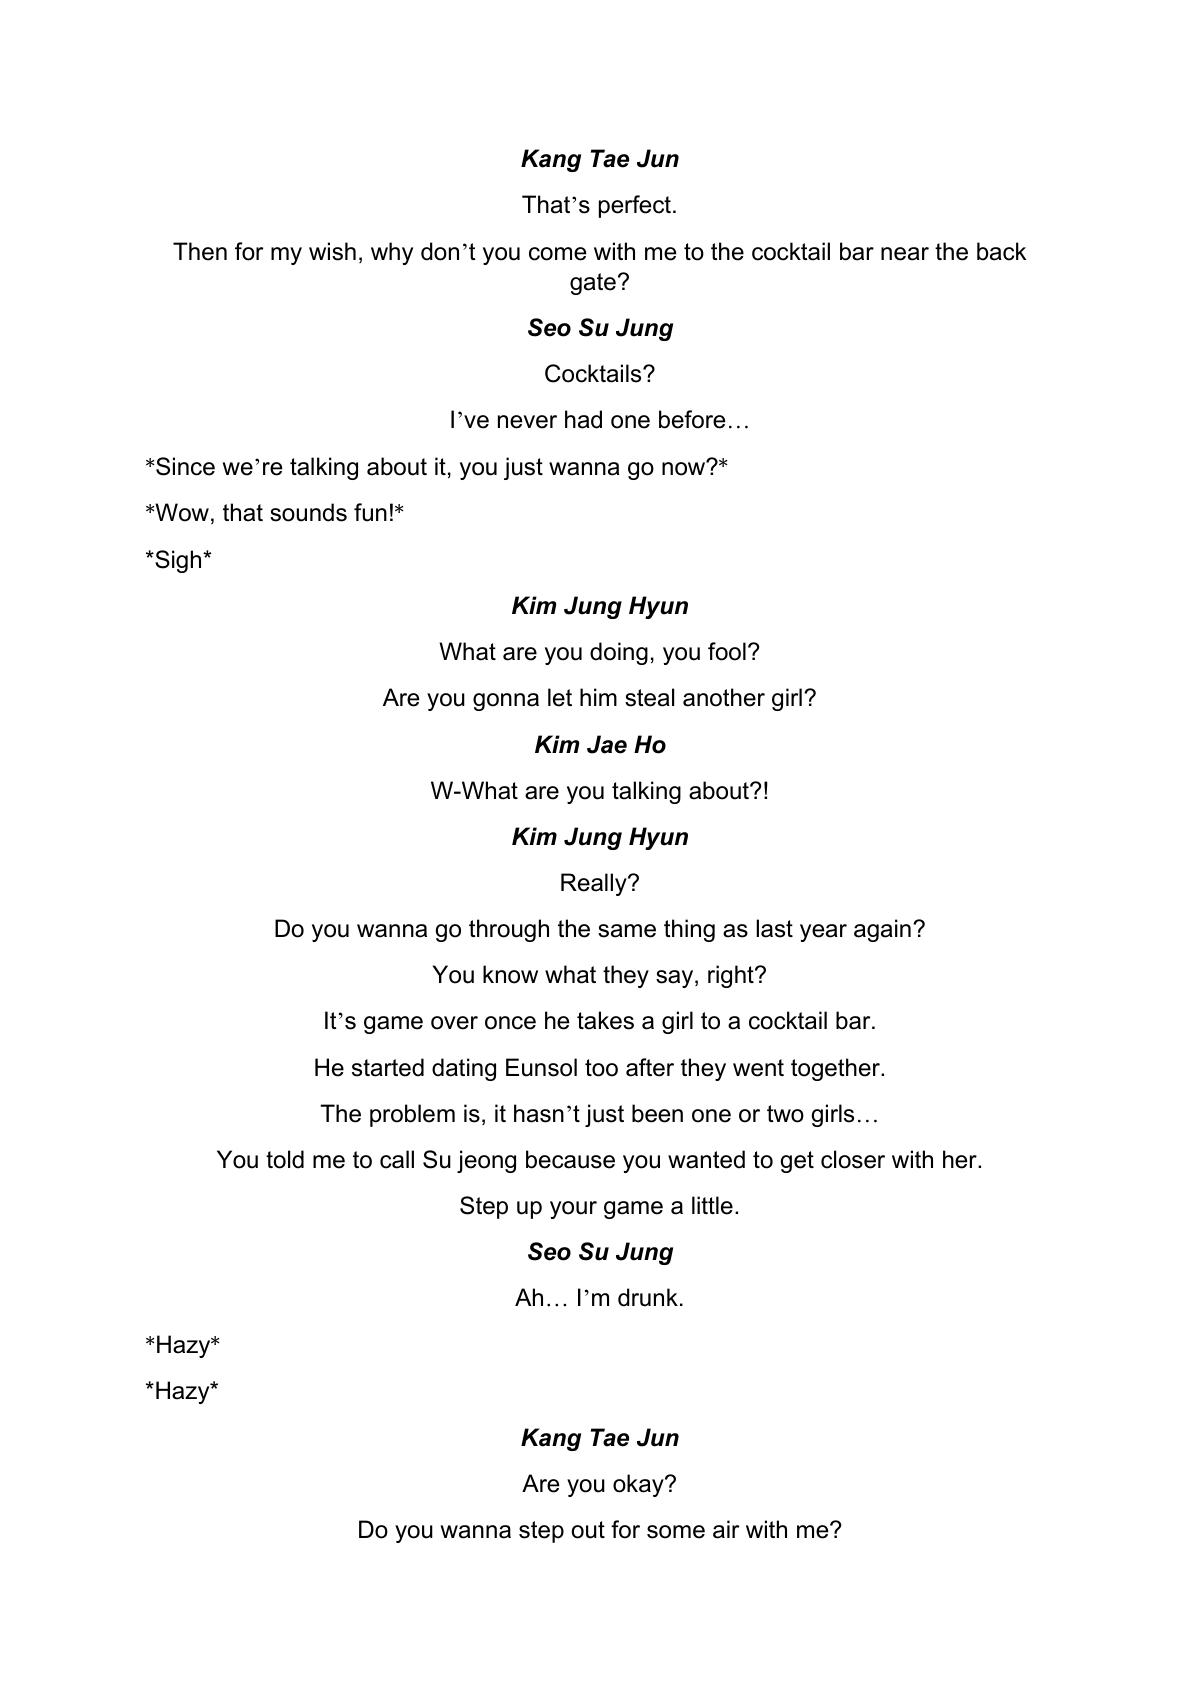 Kang Tae Jun
That’s perfect.
Then for my wish, why don’t you come with me to the cocktail bar near the back
gate?
Seo Su Jung
Cocktails?
I’ve never had one before…
*Since we’re talking about it, you just wanna go now?*
*Wow, that sounds fun!*
*Sigh*
Kim Jung Hyun
What are you doing, you fool?
Are you gonna let him steal another girl?
Kim Jae Ho
W-What are you talking about?!
Kim Jung Hyun
Really?
Do you wanna go through the same thing as last year again?
You know what they say, right?
It’s game over once he takes a girl to a cocktail bar.
He started dating Eunsol too after they went together.
The problem is, it hasn’t just been one or two girls…
You told me to call Su jeong because you wanted to get closer with her.
Step up your game a little.
Seo Su Jung
Ah… I’m drunk.
*Hazy*
*Hazy*
Kang Tae Jun
Are you okay?
Do you wanna step out for some air with me?